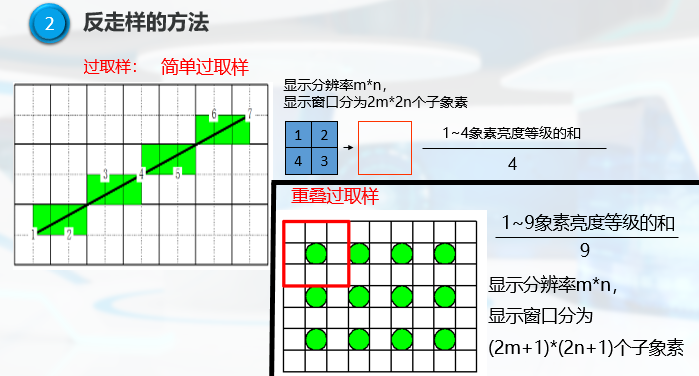 2 反走样的方法
过取样： 简单过取样
显示分辨率m*n，
显示窗口分为2m*2n个子象素
1 2
4 3
1~4象素亮度等级的和
4
1
2
3
4
5
6
7
重叠过取样
1~9象素亮度等级的和
9
显示分辨率m*n，
显示窗口分为
(2m+1)*(2n+1)个子象素